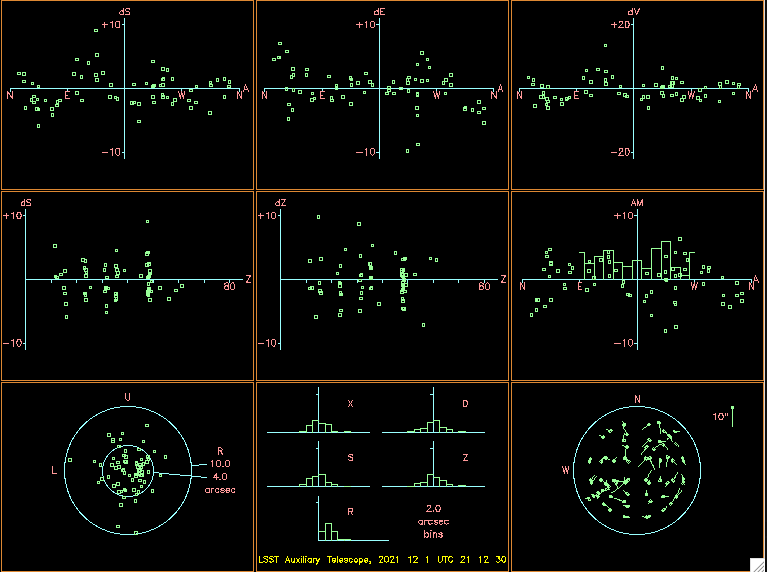 dS
+10
N
E
W
N
A
−10
dE
+10
N
E
W
N
A
−10
dV
+20
N
E
W
N
A
−20
dS
+10
80
Z
−10
dZ
+10
80
Z
−10
AM
+10
N
E
W
N
A
−10
U
L
R
10.0
4.0
arcsec
X
D
S
Z
R
2.0
arcsec
bins
LSST Auxiliary Telescope, 2021 12 1 UTC 21 12 30
N
W
10"